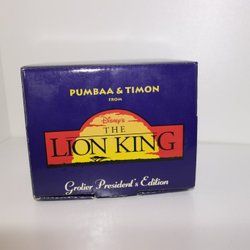 PUMBAA & TIMON
FROM
Disney's
THE
LION KING
Grolier President's Edition